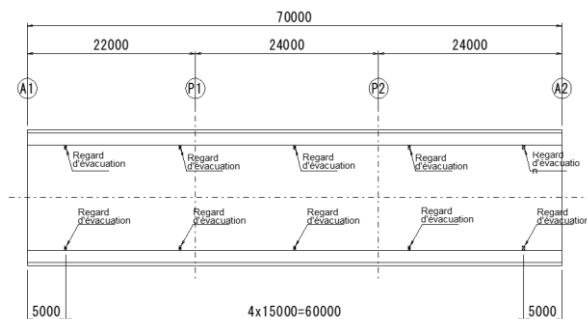 70000
22000 24000 24000
A1 P1 P2 A2
Regard
d'évacuation
Regard
d'évacuation
Regard
d'évacuation
Regard
d'évacuation
Regard
d'évacuatio
n
Regard
d'évacuation
Regard
d'évacuation
Regard
d'évacuation
Regard
d'évacuation
Regard
d'évacuation
5000 4x15000=60000 5000